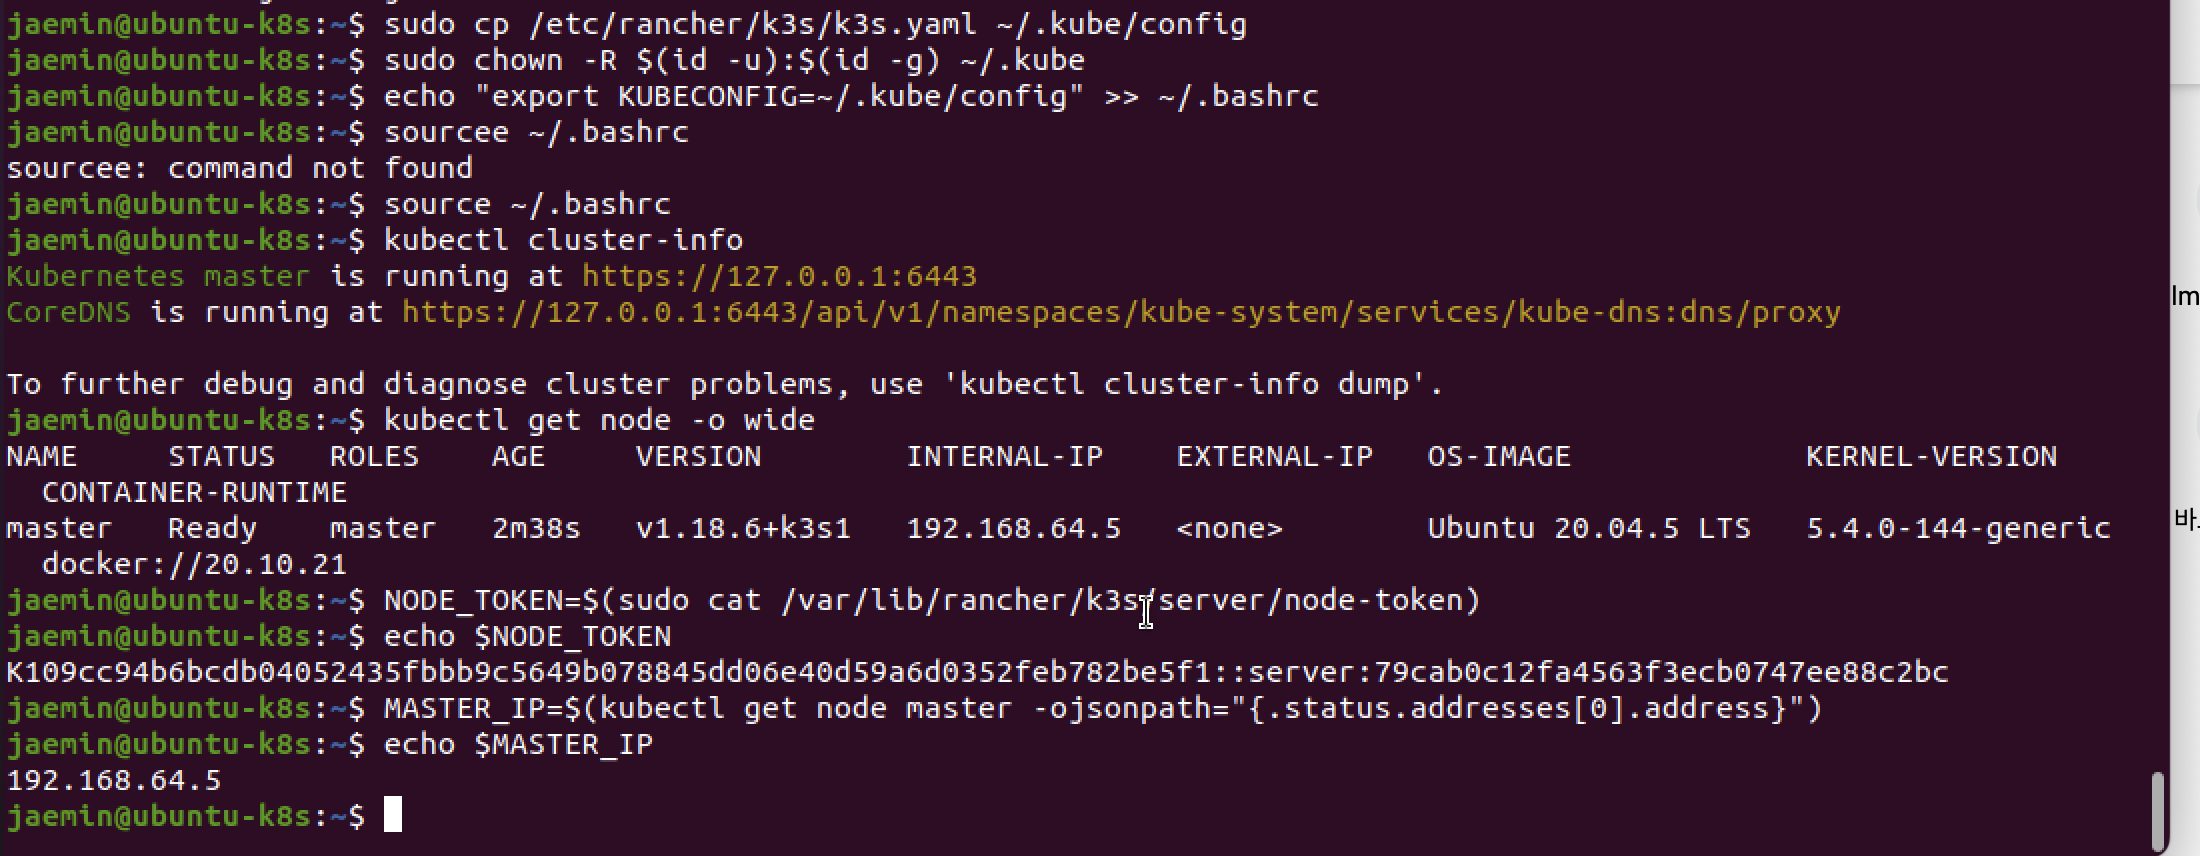 jaemin@ubuntu-k8s:~$ sudo cp /etc/rancher/k3s/k3s.yaml ~/.kube/config
jaemin@ubuntu-k8s:~$ sudo chown -R $(id -u):$(id -g) ~/.kube
jaemin@ubuntu-k8s:~$ echo "export KUBECONFIG=~/.kube/config" >> ~/.bashrc
jaemin@ubuntu-k8s:~$ sourcee ~/.bashrc
sourcee: command not found
jaemin@ubuntu-k8s:~$ source ~/.bashrc
jaemin@ubuntu-k8s:~$ kubectl cluster-info
Kubernetes master is running at https://127.0.0.1:6443
CoreDNS is running at https://127.0.0.1:6443/api/v1/namespaces/kube-system/services/kube-dns:dns/proxy
To further debug and diagnose cluster problems, use 'kubectl cluster-info dump'.
jaemin@ubuntu-k8s:~$ kubectl get node -o wide
NAME STATUS ROLES AGE VERSION INTERNAL-IP EXTERNAL-IP OS-IMAGE KERNEL-VERSION
CONTAINER-RUNTIME
master Ready master 2m38s v1.18.6+k3s1 192.168.64.5 <none> Ubuntu 20.04.5 LTS 5.4.0-144-generic
docker://20.10.21
jaemin@ubuntu-k8s:~$ NODE_TOKEN=$(sudo cat /var/lib/rancher/k3s/server/node-token)
jaemin@ubuntu-k8s:~$ echo $NODE_TOKEN
K109cc94b6bcdb04052435fbbb9c5649b078845dd06e40d59a6d0352feb782be5f1::server:79cab0c12fa4563f3ecb0747ee88c2bc
jaemin@ubuntu-k8s:~$ MASTER_IP=$(kubectl get node master -ojsonpath="{.status.addresses[0].address}")
jaemin@ubuntu-k8s:~$ echo $MASTER_IP
192.168.64.5
jaemin@ubuntu-k8s:~$